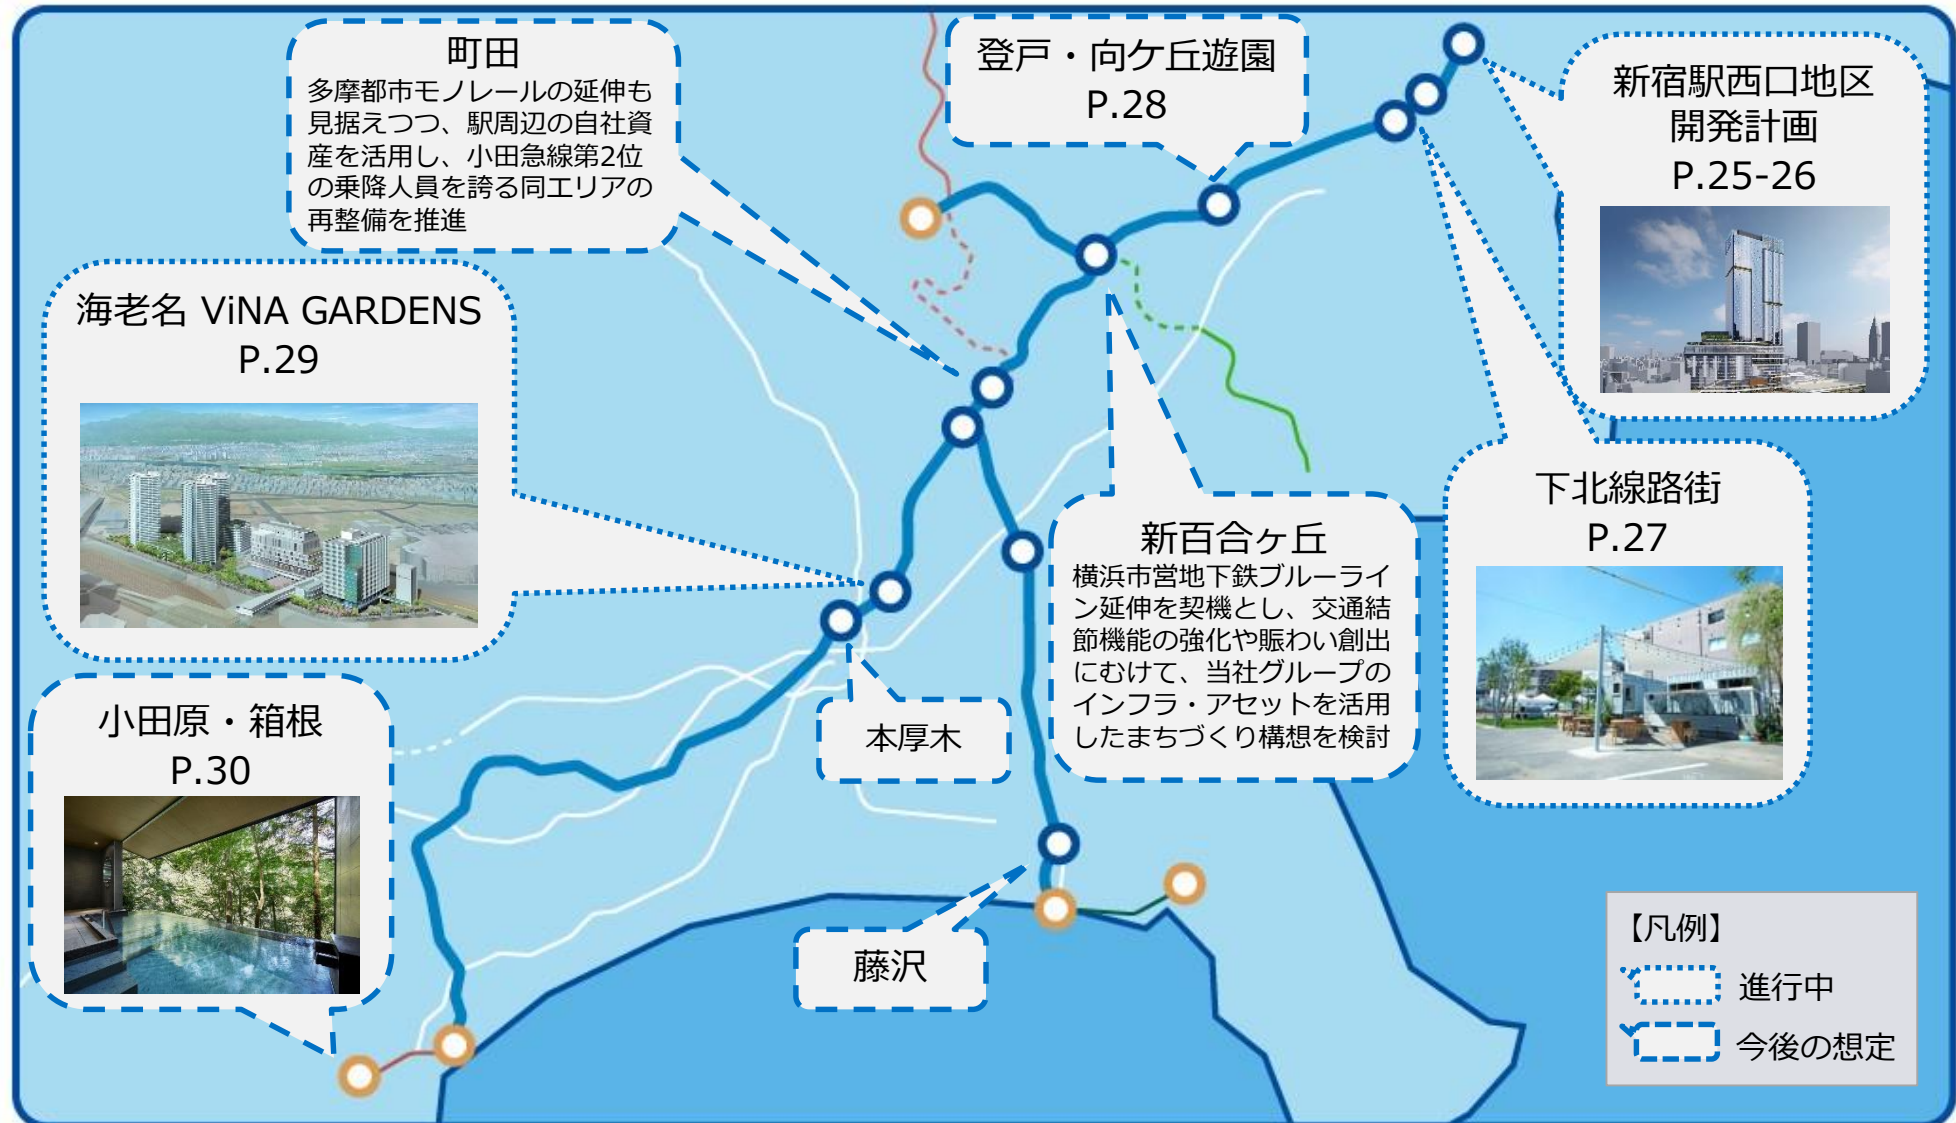 町田
多摩都市モノレールの延伸も
見据えつつ、駅周辺の自社資
産を活用し、小田急線第2位
の乗降人員を誇る同エリアの
再整備を推進
登戸・向ケ丘遊園
P.28
新宿駅西口地区
開発計画
P.25-26
海老名 ViNA GARDENS
P.29
新百合ヶ丘
横浜市営地下鉄ブルーライ
ン延伸を契機とし、交通結
節機能の強化や賑わい創出
にむけて、当社グループの
インフラ・アセットを活用
したまちづくり構想を検討
下北線路街
P.27
小田原・箱根
P.30
本厚木
藤沢
【凡例】
進行中
今後の想定